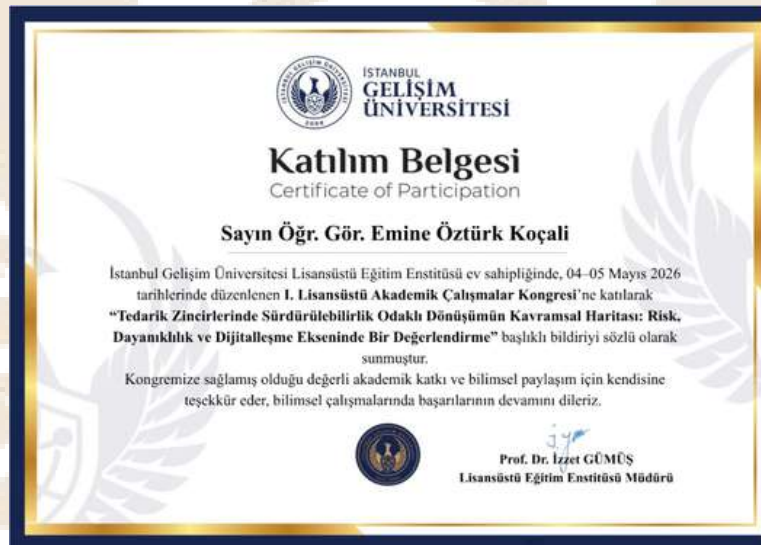 İSTANBUL
GELİŞİM
ÜNİVERSİTESİ
Katılım Belgesi
Certificate of Participation
Sayın Öğr. Gör. Emine Öztürk Koçali
İstanbul Gelişim Üniversitesi Lisansüstü Eğitim Enstitüsü ev sahipliğinde, 04–05 Mayıs 2026
tarihlerinde düzenlenen I. Lisansüstü Akademik Çalışmalar Kongresi’ne katılarak
“Tedarik Zincirlerinde Sürdürülebilirlik Odaklı Dönüşümün Kavramsal Haritası: Risk,
Dayanıklılık ve Dijitalleşme Ekseninde Bir Değerlendirme” başlıklı bildiriyi sözlü olarak
sunmuştur.
Kongremize sağlamış olduğu değerli akademik katkı ve bilimsel paylaşım için kendisine
teşekkür eder, bilimsel çalışmalarında başarılarının devamını dileriz.
Prof. Dr. İzzet GÜMÜŞ
Lisansüstü Eğitim Enstitüsü Müdürü